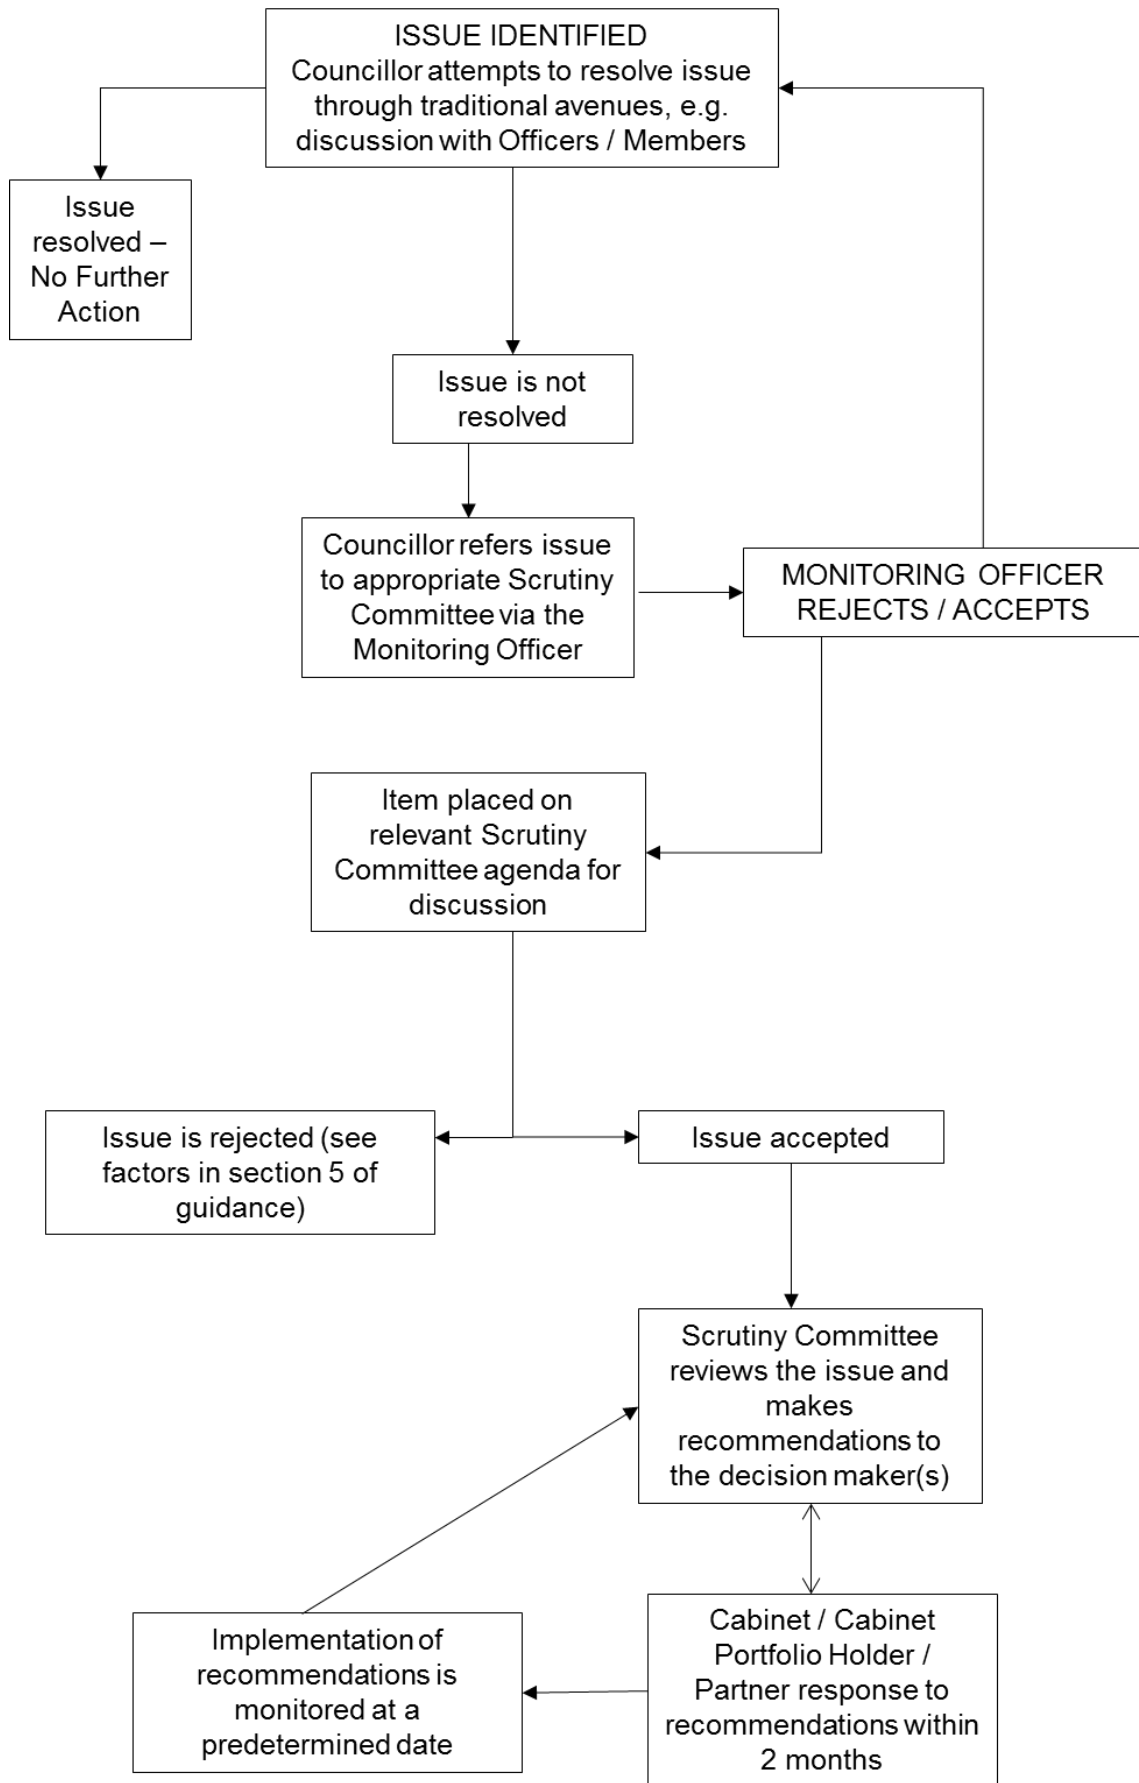 ISSUE IDENTIFIED
Councillor attempts to resolve issue
through traditional avenues, e.g.
discussion with Officers / Members
Issue
resolved –
No Further
Action
Issue is not
resolved
Councillor refers issue
to appropriate Scrutiny
Committee via the
Monitoring Officer
MONITORING OFFICER
REJECTS / ACCEPTS
Item placed on
relevant Scrutiny
Committee agenda for
discussion
Issue is rejected (see
factors in section 5 of
guidance)
Issue accepted
Scrutiny Committee
reviews the issue and
makes
recommendations to
the decision maker(s)
Implementation of
recommendations is
monitored at a
predetermined date
Cabinet / Cabinet
Portfolio Holder /
Partner response to
recommendations within
2 months